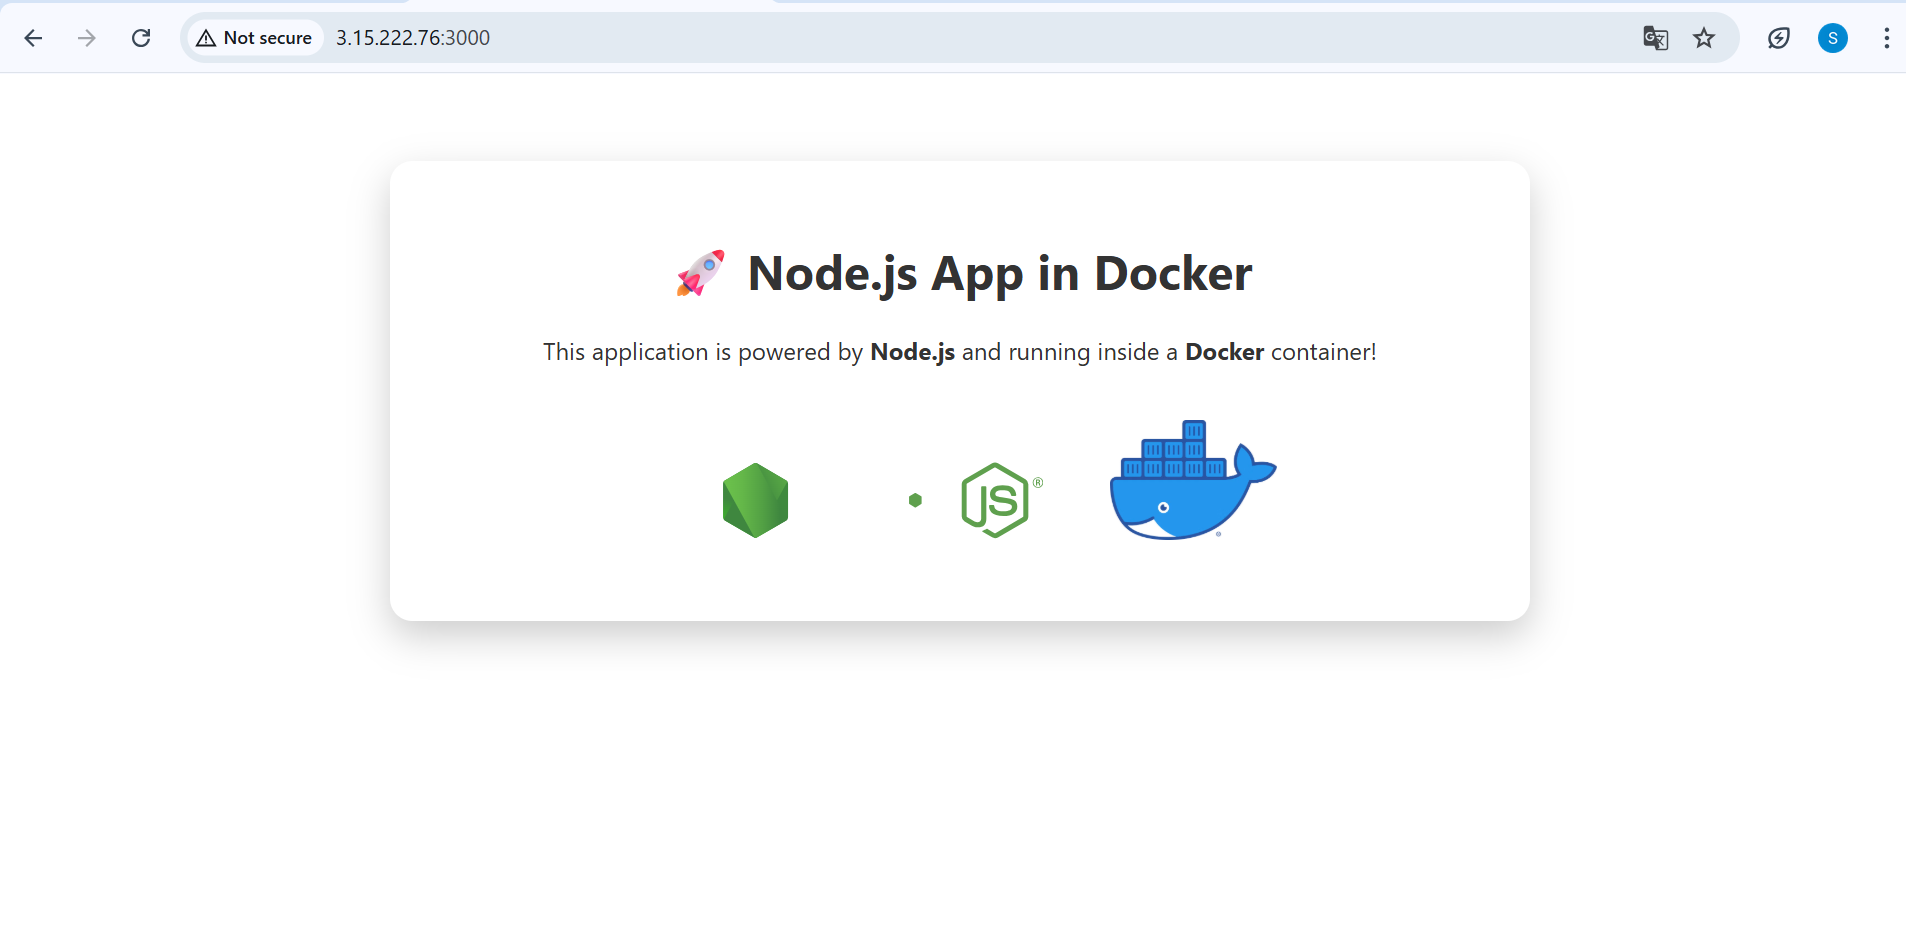 Not secure
3.15.222.76:3000
S
🚀 Node.js App in Docker
This application is powered by Node.js and running inside a Docker container!
JS®